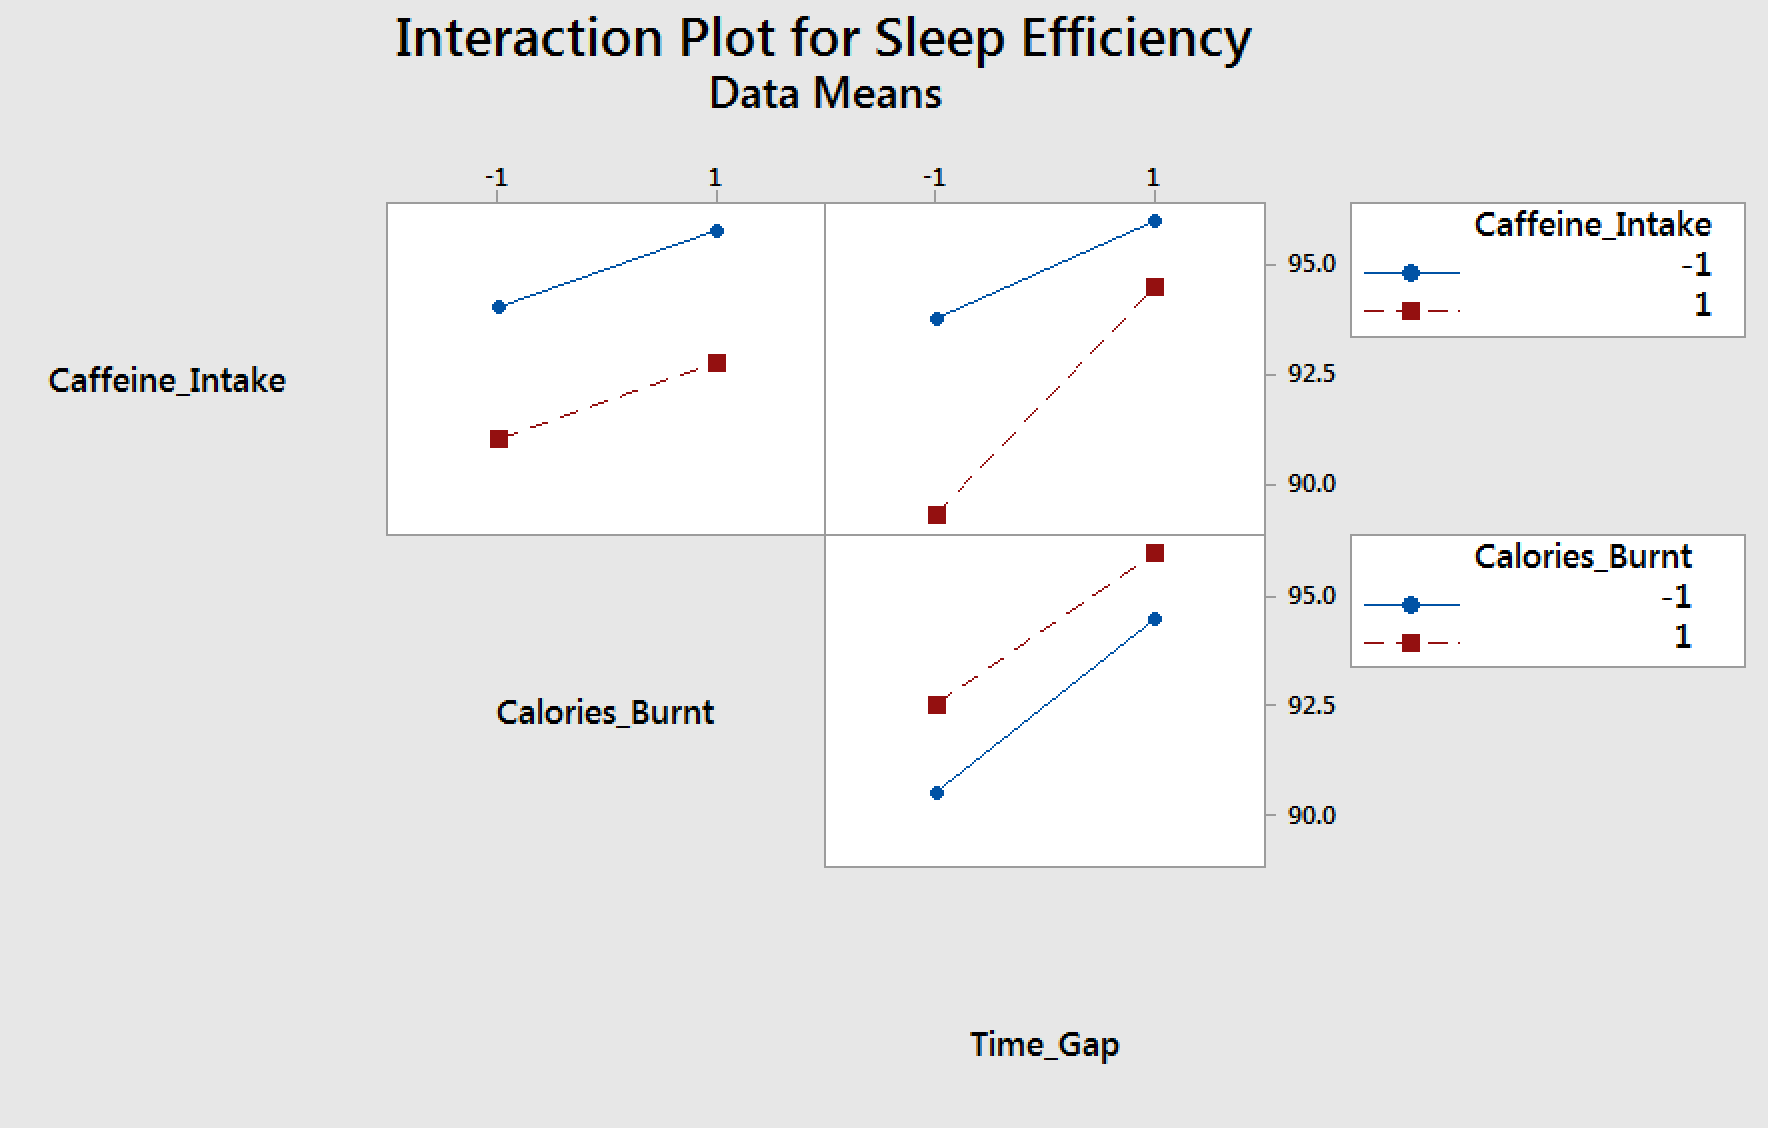 Interaction Plot for Sleep Efficiency
Data Means
-1 1 -1 1
Caffeine_Intake
-1
1
95.0
92.5
90.0
Caffeine_Intake
Calories_Burnt
-1
1
95.0
92.5
90.0
Calories_Burnt
Time_Gap